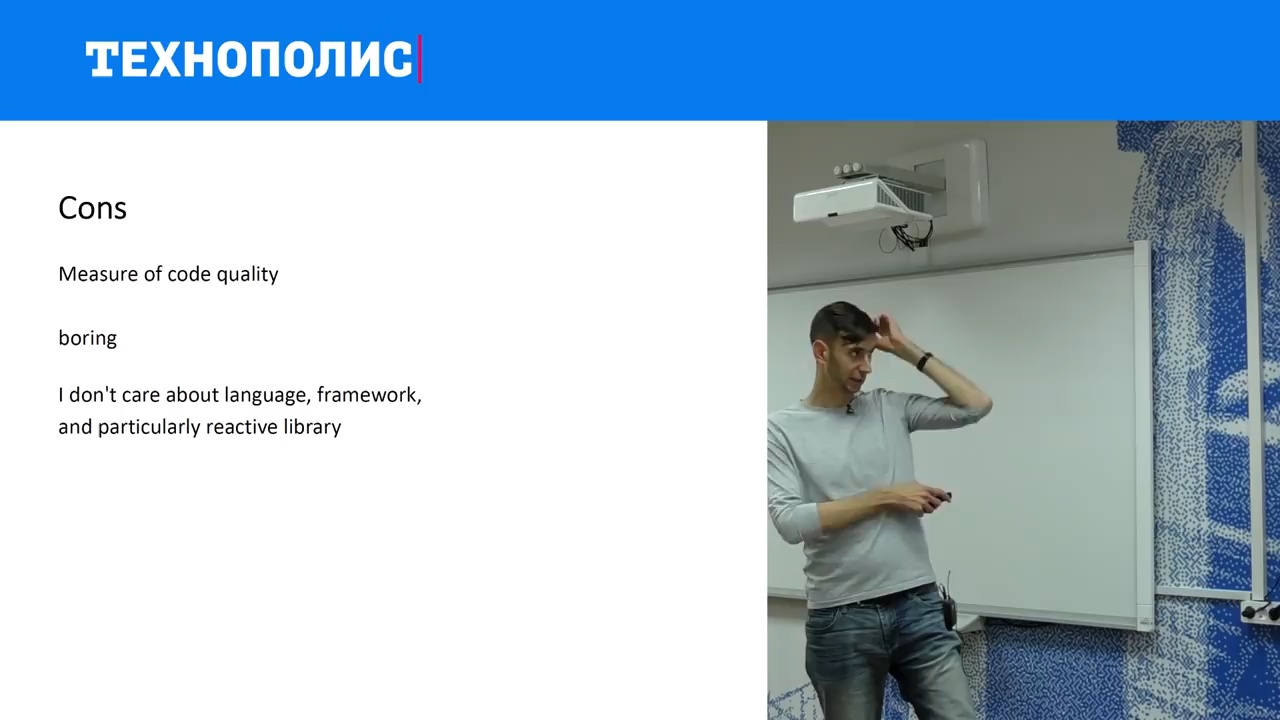 ТЕХНОПОЛИС
Cons
Measure of code quality
boring
I don't care about language, framework,
and particularly reactive library